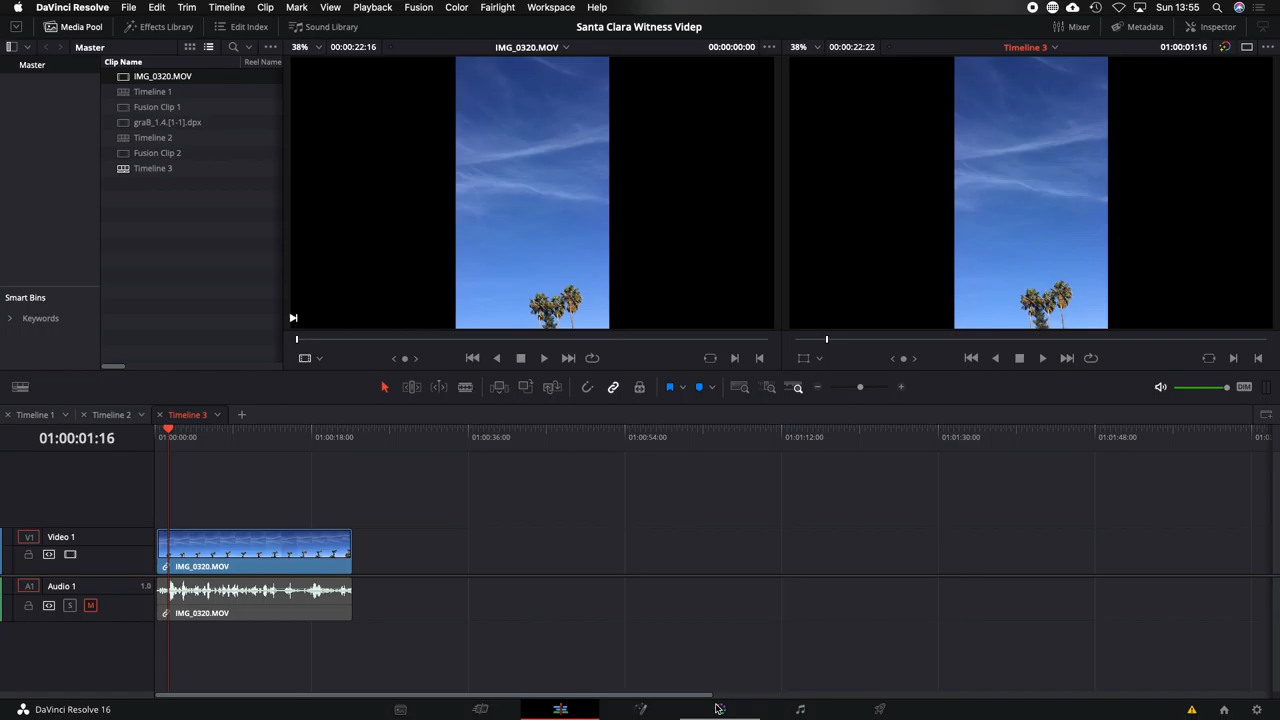 DaVinci Resolve File Edit Trim Timeline Clip Mark View Playback Fusion Color Fairlight Workspace Help Sun 13:55
Media Pool Effects Library Edit Index Sound Library Santa Clara Witness Videp Mixer Metadata Inspector
Master 38% 00:00:22:16 IMG_0320.MOV 00:00:00:00 38% 00:00:22:22 Timeline 3 01:00:01:16
Master
Clip Name Reel Name
IMG_0320.MOV
Timeline 1
Fusion Clip 1
graB_1.4.[1-1].dpx
Timeline 2
Fusion Clip 2
Timeline 3
Smart Bins
Keywords
DIM
Timeline 1 Timeline 2 Timeline 3
01:00:01:16 01:00:00:00 01:00:18:00 01:00:36:00 01:00:54:00 01:01:12:00 01:01:30:00 01:01:48:00
V1 Video 1
IMG_0320.MOV
A1 Audio 1 1.0
S M
IMG_0320.MOV
DaVinci Resolve 16